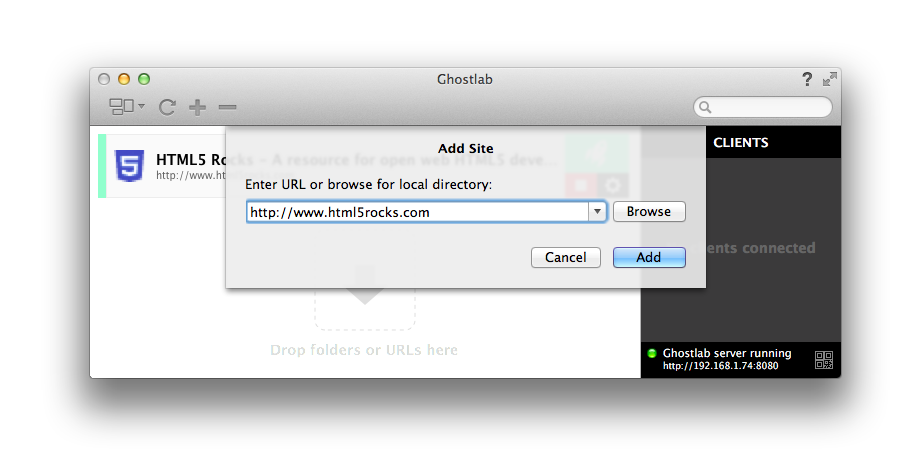 Ghostlab
?
Add Site
CLIENTS
HTML5 Rocks - A resource for open web HTML5 deve...
http://www.ht
Enter URL or browse for local directory:
http://www.html5rocks.com
Browse
ents connected
Cancel
Add
Drop folders or URLs here
Ghostlab server running
http://192.168.1.74:8080